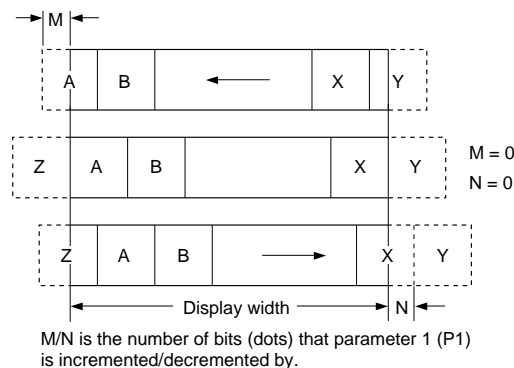 M
A B X Y
Z A B X Y
M = 0
N = 0
Z A B X Y
Display width N
M/N is the number of bits (dots) that parameter 1 (P1)
is incremented/decremented by.